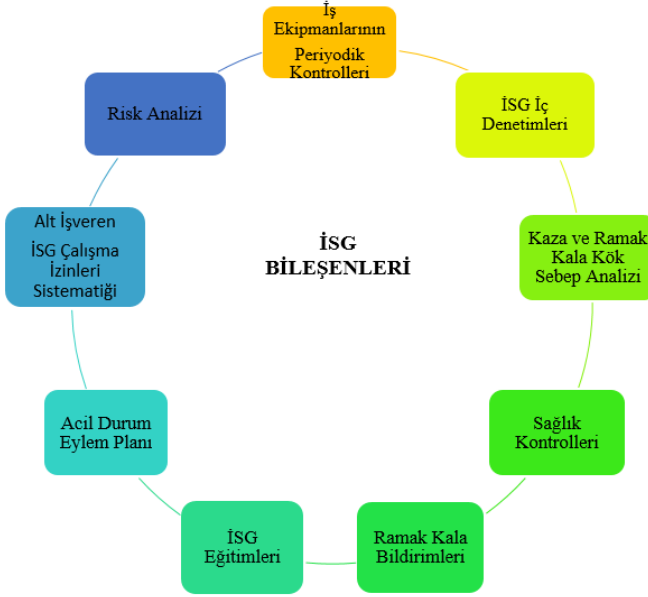 İş
Ekipmanlarının
Periyodik
Kontrolleri
İSG İç
Denetimleri
Kaza ve Ramak
Kala Kök
Sebep Analizi
Sağlık
Kontrolleri
Ramak Kala
Bildirimleri
İSG
Eğitimleri
Acil Durum
Eylem Planı
Alt İşveren
İSG Çalışma
İzinleri
Sistematiği
Risk Analizi
İSG
BİLEŞENLERİ